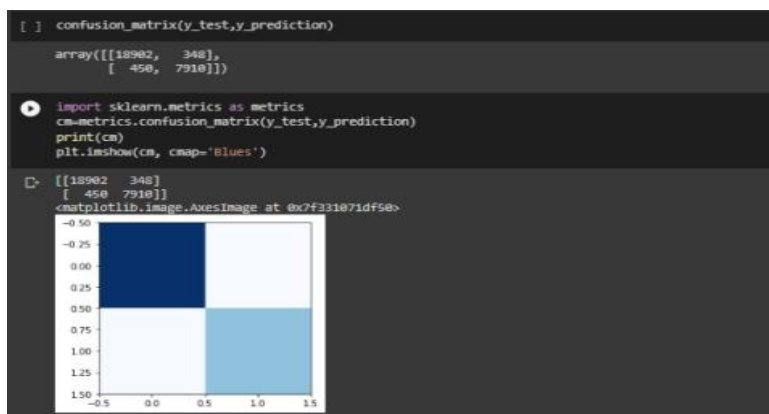 [ ] confusion_matrix(y_test,y_prediction)
array([[18902, 348],
[ 450, 7910]])
import sklearn.metrics as metrics
cm=metrics.confusion_matrix(y_test,y_prediction)
print(cm)
plt.imshow(cm, cmap='Blues')
[[18902 348]
[ 450 7910]]
<matplotlib.image.AxesImage at 0x7f331071df50>
−0.50
−0.25
0.00
0.25
0.50
0.75
1.00
1.25
1.50
−0.5 0.0 0.5 1.0 1.5